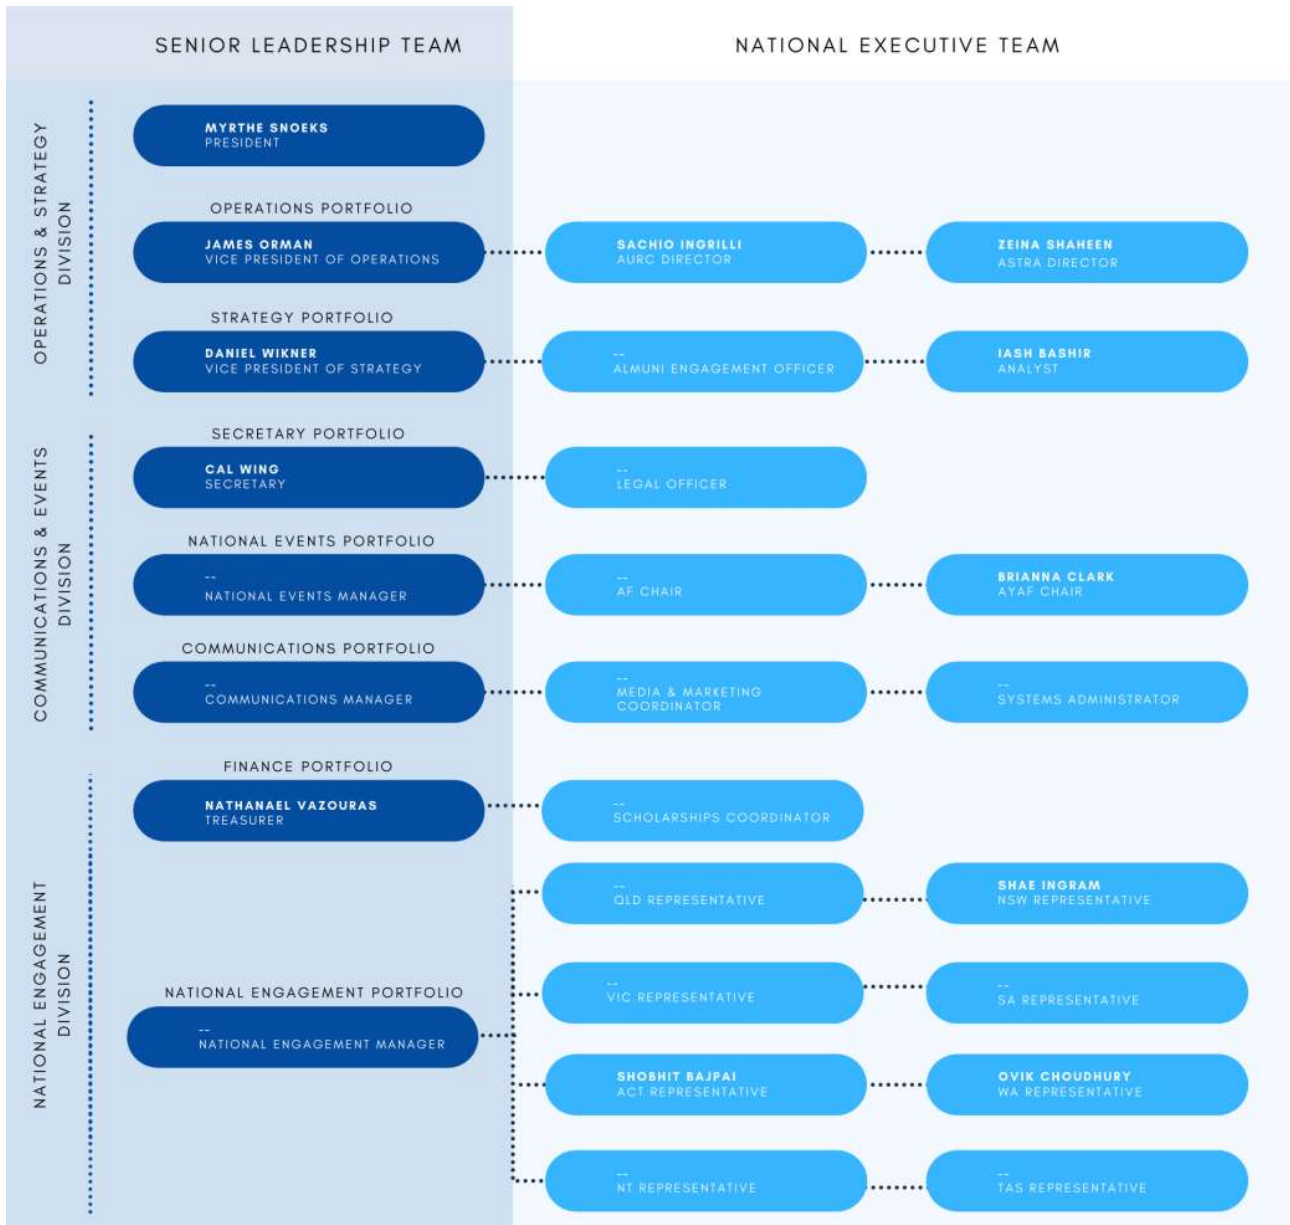 SENIOR LEADERSHIP TEAM
NATIONAL EXECUTIVE TEAM
OPERATIONS & STRATEGY
DIVISION
MYRTHE SNOEKS
PRESIDENT
OPERATIONS PORTFOLIO
JAMES ORMAN
VICE PRESIDENT OF OPERATIONS
SACHIO INGRILLI
AURC DIRECTOR
ZEINA SHAHEEN
ASTRA DIRECTOR
STRATEGY PORTFOLIO
DANIEL WIKNER
VICE PRESIDENT OF STRATEGY
--
ALMUNI ENGAGEMENT OFFICER
IASH BASHIR
ANALYST
COMMUNICATIONS & EVENTS
DIVISION
SECRETARY PORTFOLIO
CAL WING
SECRETARY
--
LEGAL OFFICER
NATIONAL EVENTS PORTFOLIO
--
NATIONAL EVENTS MANAGER
--
AF CHAIR
BRIANNA CLARK
AYAF CHAIR
COMMUNICATIONS PORTFOLIO
--
COMMUNICATIONS MANAGER
--
MEDIA & MARKETING
COORDINATOR
--
SYSTEMS ADMINISTRATOR
NATIONAL ENGAGEMENT
DIVISION
FINANCE PORTFOLIO
NATHANAEL VAZOURAS
TREASURER
--
SCHOLARSHIPS COORDINATOR
--
QLD REPRESENTATIVE
SHAE INGRAM
NSW REPRESENTATIVE
NATIONAL ENGAGEMENT PORTFOLIO
--
NATIONAL ENGAGEMENT MANAGER
--
VIC REPRESENTATIVE
--
SA REPRESENTATIVE
SHOBHIT BAJPAI
ACT REPRESENTATIVE
OVIK CHOUDHURY
WA REPRESENTATIVE
--
NT REPRESENTATIVE
--
TAS REPRESENTATIVE